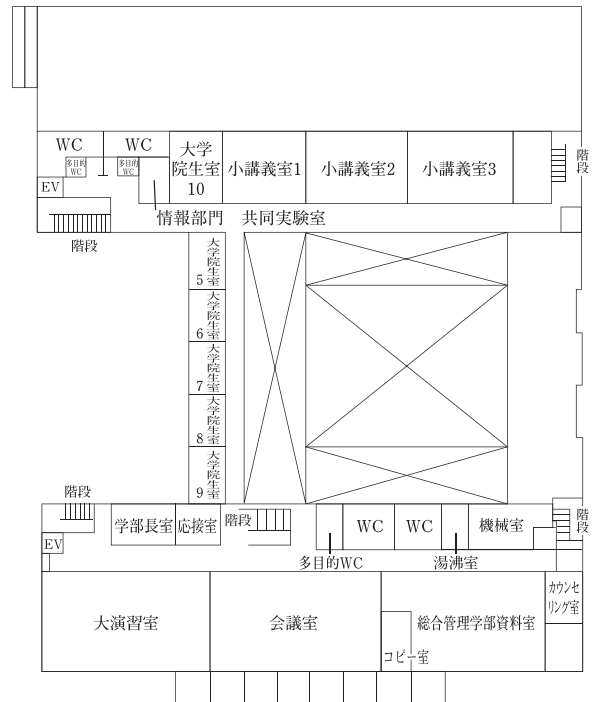 WC
WC
大学
院生室
10
小講義室1
小講義室2
小講義室3
階段
多目的
WC
多目的
WC
EV
情報部門
共同実験室
階段
大学院生室
5
大学院生室
6
大学院生室
7
大学院生室
8
大学院生室
9
階段
学部長室
応接室
階段
WC
WC
機械室
階段
EV
多目的WC
湯沸室
大演習室
会議室
総合管理学部資料室
カウンセ
リング室
コピー室